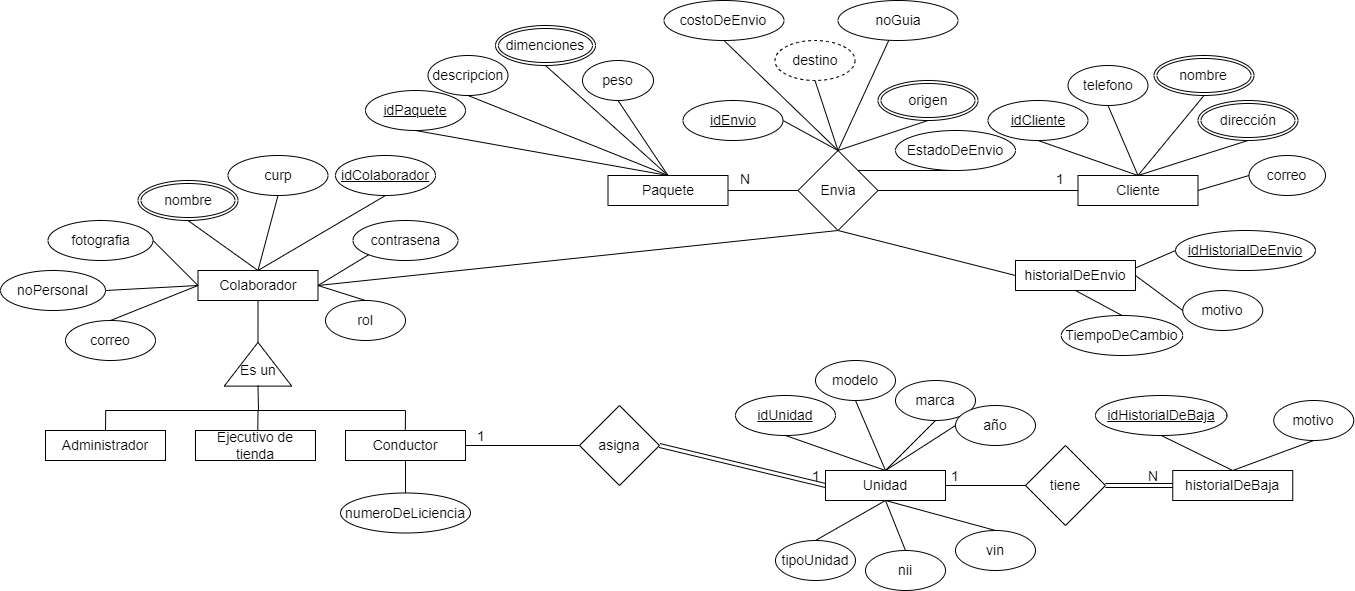 costoDeEnvio
noGuia
dimenciones
destino
descripcion
peso
idPaquete
idEnvio
origen
EstadoDeEnvio
telefono
nombre
idCliente
dirección
correo
Paquete
N
Envia
1
Cliente
curp
idColaborador
nombre
fotografia
contrasena
noPersonal
Colaborador
correo
rol
historialDeEnvio
idHistorialDeEnvio
motivo
TiempoDeCambio
Es un
Administrador
Ejecutivo de
tienda
Conductor
numeroDeLiciencia
1
asigna
1
modelo
idUnidad
marca
año
Unidad
tipoUnidad
nii
vin
1
tiene
N
idHistorialDeBaja
motivo
historialDeBaja